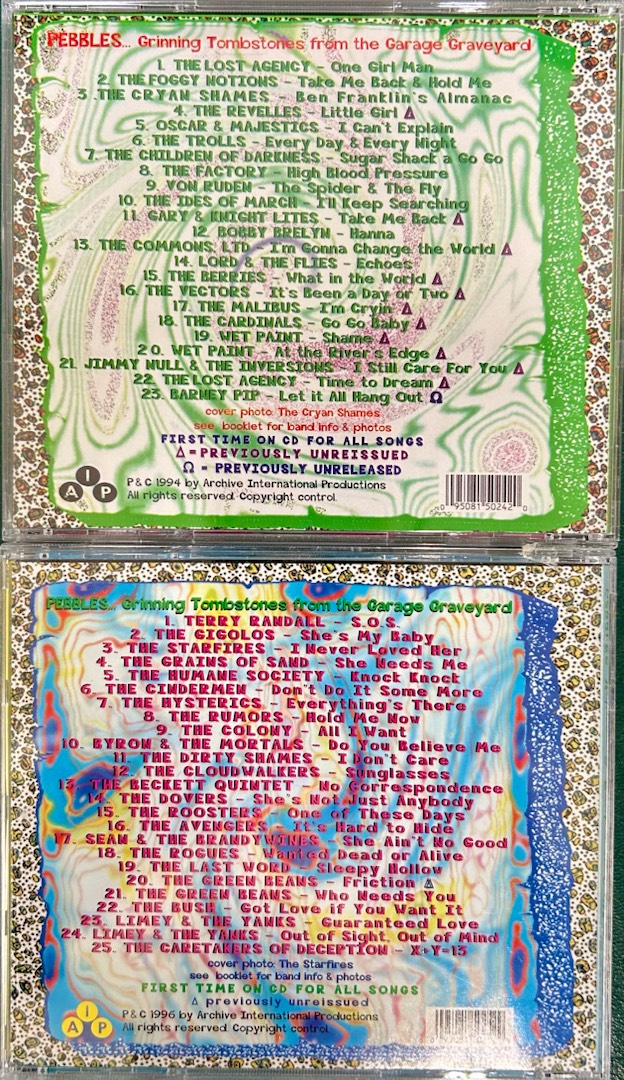 PEBBLES... Grinning Tombstones from the Garage Graveyard
1. THE LOST AGENCY - One Girl Man
2. THE FOGGY NOTIONS - Take Me Back & Hold Me
3 .THE CRYAN SHAMES - Ben Franklin's Almanac
4. THE REVELLES - Little Girl Δ
5. OSCAR & MAJESTICS - I Can't Explain
6. THE TROLLS - Every Day & Every Night
7. THE CHILDREN OF DARKNESS - Sugar Shack a Go Go
8. THE FACTORY - High Blood Pressure
9. VON RUDEN - The Spider & The Fly
10. THE IDES OF MARCH - I'll Keep Searching
11. GARY & KNIGHT LITES - Take Me Back Δ
12. BOBBY BRELYN - Hanna
13. THE COMMONS, LTD - I'm Gonna Change the World Δ
14. LORD & THE FLIES - Echoes
15. THE BERRIES - What in the World Δ
16. THE VECTORS - It's Been a Day or Two Δ
17. THE MALIBUS - I'm Cryin' Δ
18. THE CARDINALS - Go Go Baby Δ
19. WET PAINT - Shame Δ
20. WET PAINT - At the River's Edge Δ
21. JIMMY NULL & THE INVERSIONS - I Still Care For You Δ
22. THE LOST AGENCY - Time to Dream Δ
23. BARNEY PIP - Let it All Hang Out Ω
cover photo: The Cryan Shames
see booklet for band info & photos
FIRST TIME ON CD FOR ALL SONGS
Δ = PREVIOUSLY UNREISSUED
Ω = PREVIOUSLY UNRELEASED
AIP
P & C 1994 by Archive International Productions
All rights reserved. Copyright control.
0 93081 50242 0
PEBBLES... Grinning Tombstones from the Garage Graveyard
1. TERRY RANDALL - S.O.S.
2. THE GIGOLOS - She's My Baby
3. THE STARFIRES - I Never Loved Her
4. THE GRAINS OF SAND - She Needs Me
5. THE HUMANE SOCIETY - Knock Knock
6. THE CINDERMEN - Don't Do It Some More
7. THE HYSTERICS - Everything's There
8. THE RUMORS - Hold Me Now
9. THE COLONY - All I Want
10. BYRON & THE MORTALS - Do You Believe Me
11. THE DIRTY SHAMES - I Don't Care
12. THE CLOUDWALKERS - Sunglasses
13. THE BECKETT QUINTET - No Correspondence
14. THE DOVERS - She's Not Just Anybody
15. THE ROOSTERS - One of These Days
16. THE AVENGERS - It's Hard to Hide
17. SEAN & THE BRANDYWINES - She Ain't No Good
18. THE ROGUES - Wanted Dead or Alive
19. THE LAST WORD - Sleepy Hollow
20. THE GREEN BEANS - Friction Δ
21. THE GREEN BEANS - Who Needs You
22. THE BUSH - Got Love if You Want It
23. LIMEY & THE YANKS - Guaranteed Love
24. LIMEY & THE YANKS - Out of Sight, Out of Mind
25. THE CARETAKERS OF DECEPTION - X+Y=13
cover photo: The Starfires
see booklet for band info & photos
FIRST TIME ON CD FOR ALL SONGS
Δ previously unreissued
AIP
P & C 1996 by Archive International Productions
All rights reserved. Copyright control.